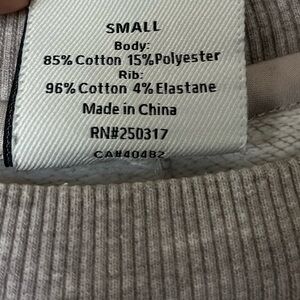 SMALL
Body:
85% Cotton 15% Polyester
Rib:
96% Cotton 4% Elastane
Made in China
RN#250317
CA#40482